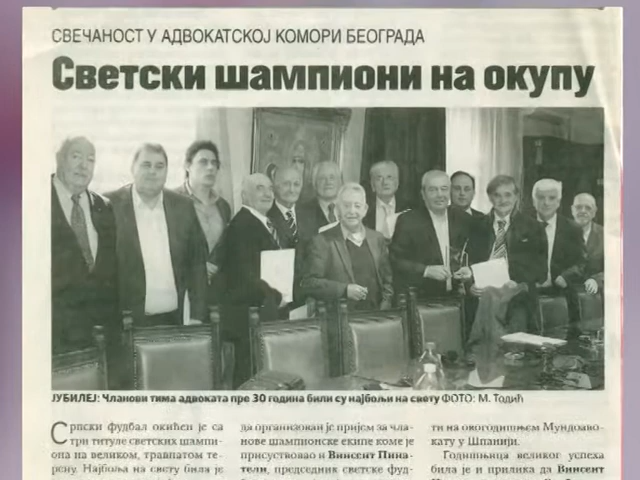 СВЕЧАНОСТ У АДВОКАТСКОЈ КОМОРИ БЕОГРАДА
Светски шампиони на окупу
ЈУБИЛЕЈ: Чланови тима адвоката пре 30 година били су најбољи на свету ФОТО: М. Тодић
Српски фудбал окићен је са
три титуле светских шампи-
она на великом, травнатом те-
рену. Најбоља на свету била је
да организован је пријем за чла-
нове шампионске екипе коме је
присуствовао и Винсент Пина-
тели, председник светске фуд-
ти на овогодишњем Мундоаво-
кату у Шпанији.
Годишњица великог успеха
била је и прилика да Винсент